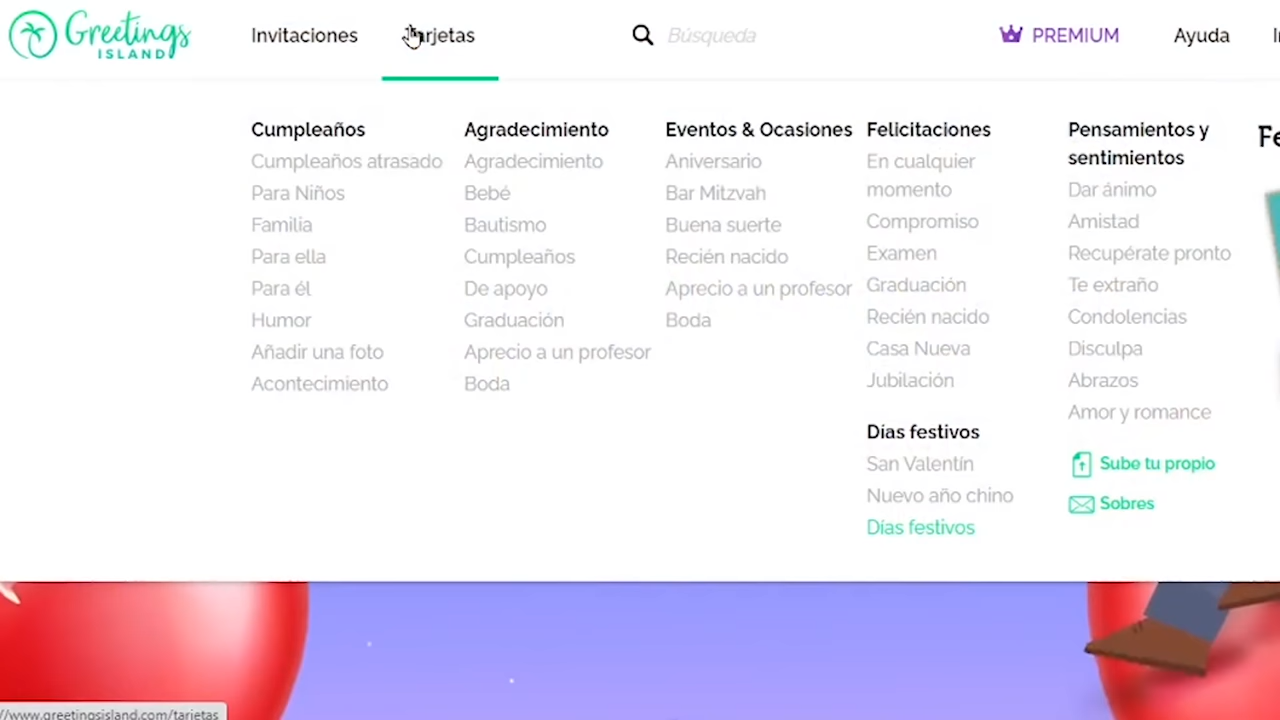 Greetings
ISLAND
Invitaciones
Tarjetas
Búsqueda
PREMIUM
Ayuda
Cumpleaños
Cumpleaños atrasado
Para Niños
Familia
Para ella
Para él
Humor
Añadir una foto
Acontecimiento
Agradecimiento
Agradecimiento
Bebé
Bautismo
Cumpleaños
De apoyo
Graduación
Aprecio a un profesor
Boda
Eventos & Ocasiones
Aniversario
Bar Mitzvah
Buena suerte
Recién nacido
Aprecio a un profesor
Boda
Felicitaciones
En cualquier
momento
Compromiso
Examen
Graduación
Recién nacido
Casa Nueva
Jubilación
Días festivos
San Valentín
Nuevo año chino
Días festivos
Pensamientos y
sentimientos
Dar ánimo
Amistad
Recupérate pronto
Te extraño
Condolencias
Disculpa
Abrazos
Amor y romance
Sube tu propio
Sobres
//www.greetingsisland.com/tarjetas